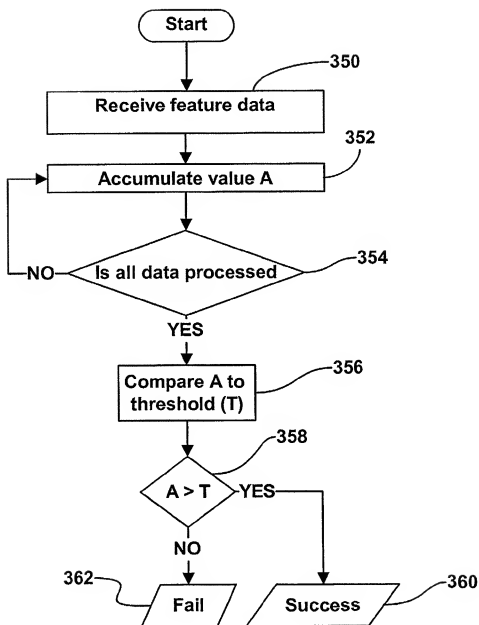 Start
350
Receive feature data
352
Accumulate value A
354
Is all data processed
NO
YES
356
Compare A to
threshold (T)
358
A > T
YES
NO
362
Fail
Success
360